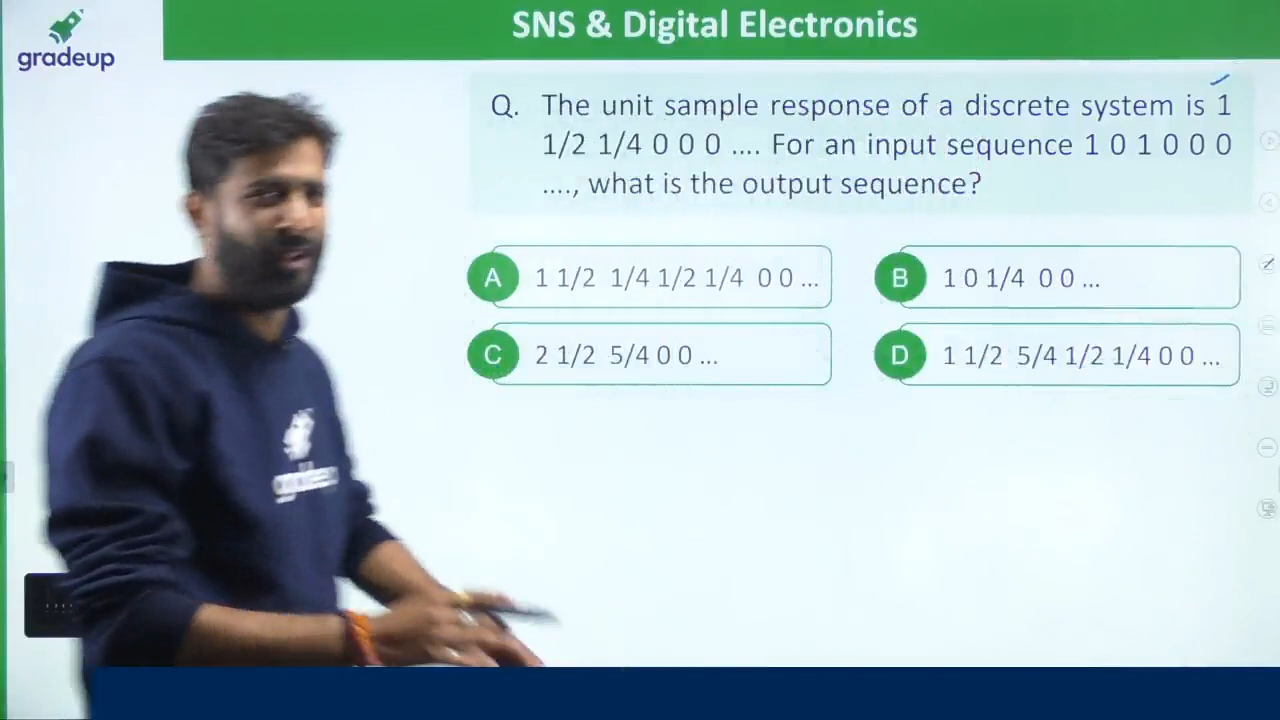 SNS & Digital Electronics
gradeup
Q. The unit sample response of a discrete system is 1
1/2 1/4 0 0 0 .... For an input sequence 1 0 1 0 0 0
...., what is the output sequence?
A 1 1/2 1/4 1/2 1/4 0 0 ...
B 1 0 1/4 0 0 ...
C 2 1/2 5/4 0 0 ...
D 1 1/2 5/4 1/2 1/4 0 0 ...